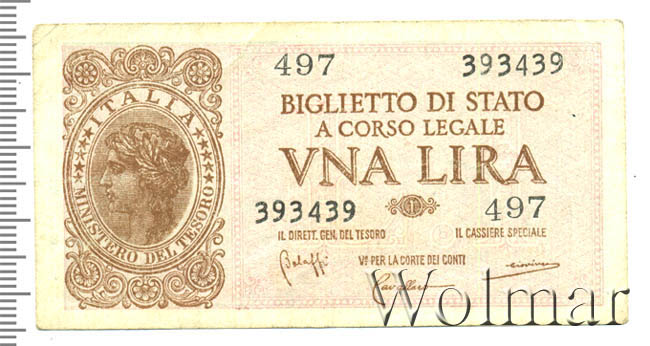 497 393439
BIGLIETTO DI STATO
A CORSO LEGALE
VNA LIRA
393439 1 497
IL DIRETT. GEN. DEL TESORO IL CASSIERE SPECIALE
Vº PER LA CORTE DEI CONTI
ITALIA
MINISTERO DEL TESORO
Wolmar